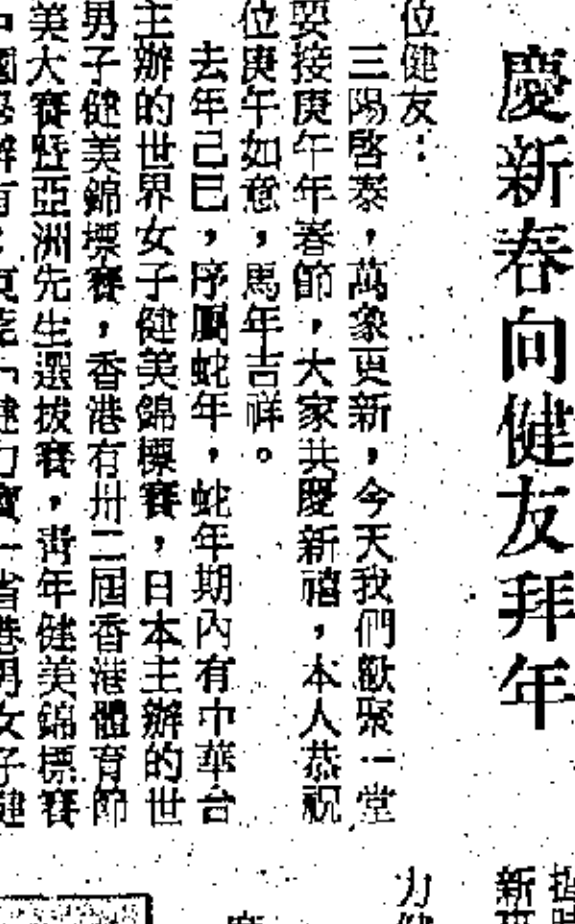 慶新春向健友拜年
位健友：
三陽啓泰，萬象更新，今天我們歡聚一堂
要接庚午年春節，大家共慶新禧，本人恭祝
位庚午如意，馬年吉祥。
去年己巳，序屬蛇年，蛇年期內有中華台
主辦的世界女子健美錦標賽，日本主辦的世
男子健美錦標賽，香港有卅二屆香港體育節
美大賽暨亞洲先生選拔賽，青年健美錦標賽
力健
新